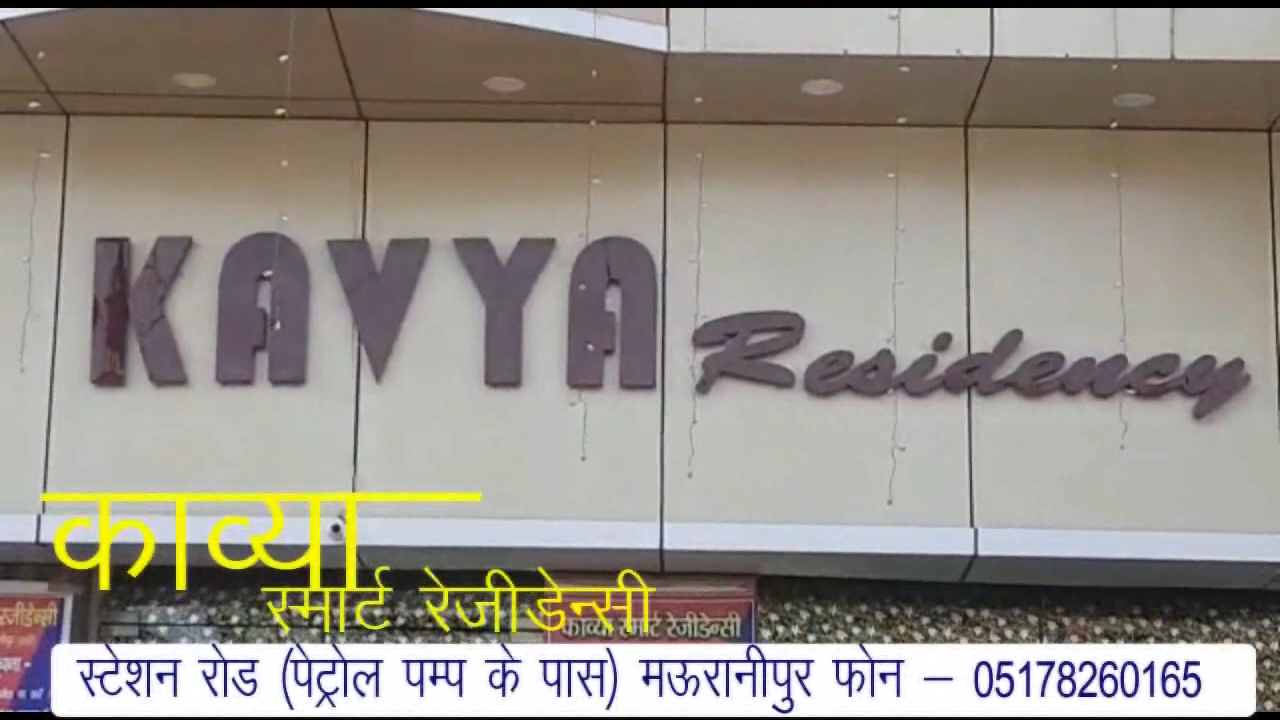 KAVYA Residency
काव्या
स्मार्ट रेजीडेन्सी
काव्या स्मार्ट रेजीडेन्सी
स्टेशन रोड (पेट्रोल पम्प के पास) मऊरानीपुर फोन – 05178260165